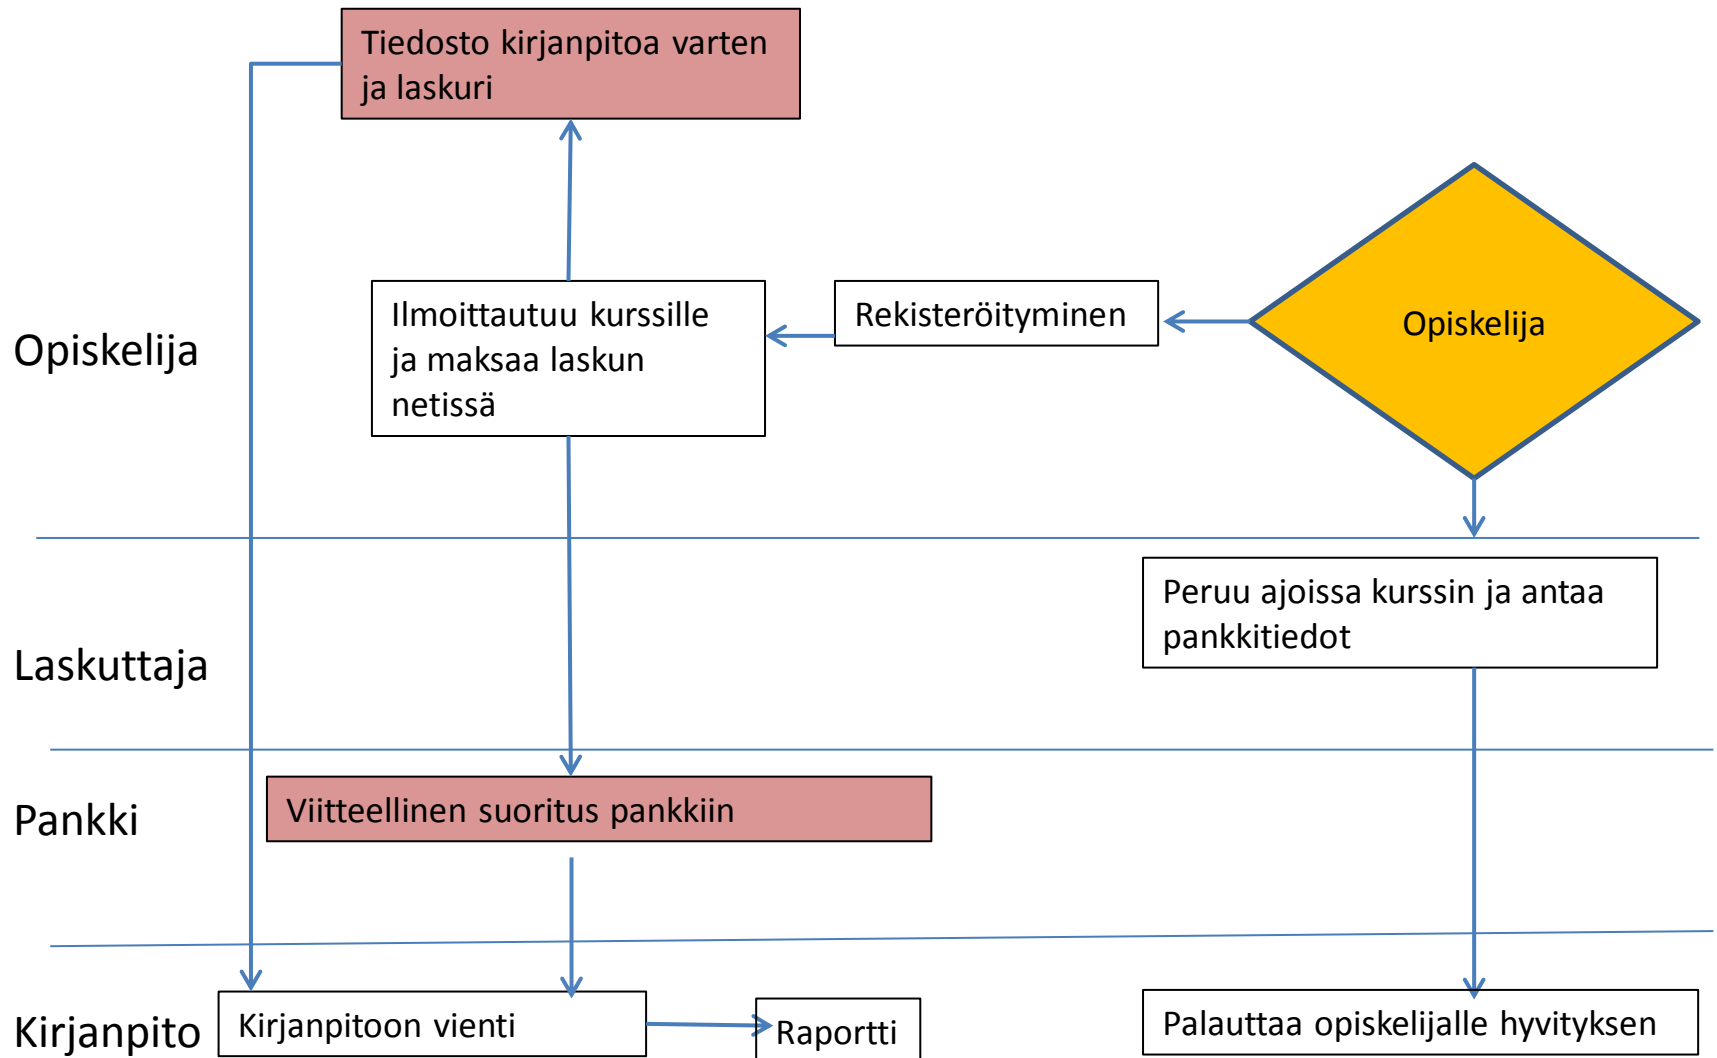 Tiedosto kirjanpitoa varten
ja laskuri
Opiskelija
Ilmoittautuu kurssille
ja maksaa laskun
netissä
Rekisteröityminen
Opiskelija
Laskuttaja
Peruu ajoissa kurssin ja antaa
pankkitiedot
Pankki
Viitteellinen suoritus pankkiin
Kirjanpito
Kirjanpitoon vienti
Raportti
Palauttaa opiskelijalle hyvityksen